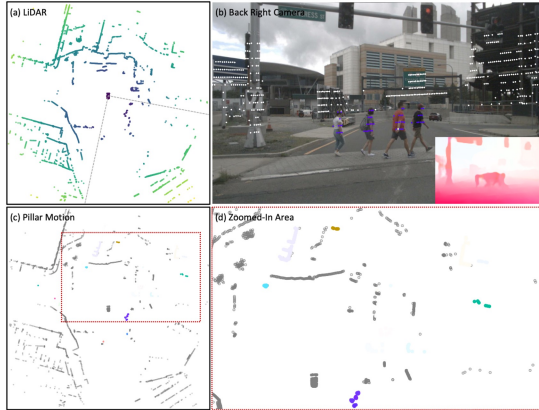 (a) LiDAR
(b) Back Right Camera
(c) Pillar Motion
(d) Zoomed-In Area